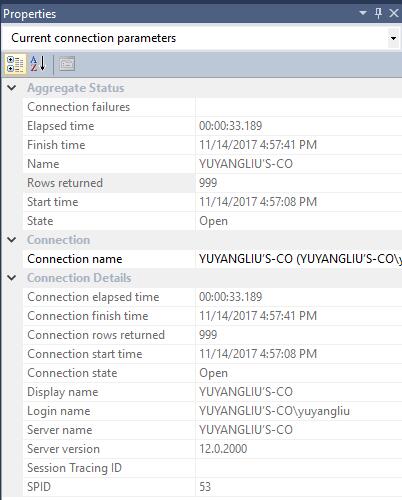 Properties
Current connection parameters
Aggregate Status
Connection failures
Elapsed time 00:00:33.189
Finish time 11/14/2017 4:57:41 PM
Name YUYANGLIU'S-CO
Rows returned 999
Start time 11/14/2017 4:57:08 PM
State Open
Connection
Connection name YUYANGLIU'S-CO (YUYANGLIU'S-CO\y
Connection Details
Connection elapsed time 00:00:33.189
Connection finish time 11/14/2017 4:57:41 PM
Connection rows returned 999
Connection start time 11/14/2017 4:57:08 PM
Connection state Open
Display name YUYANGLIU'S-CO
Login name YUYANGLIU'S-CO\yuyangliu
Server name YUYANGLIU'S-CO
Server version 12.0.2000
Session Tracing ID
SPID 53